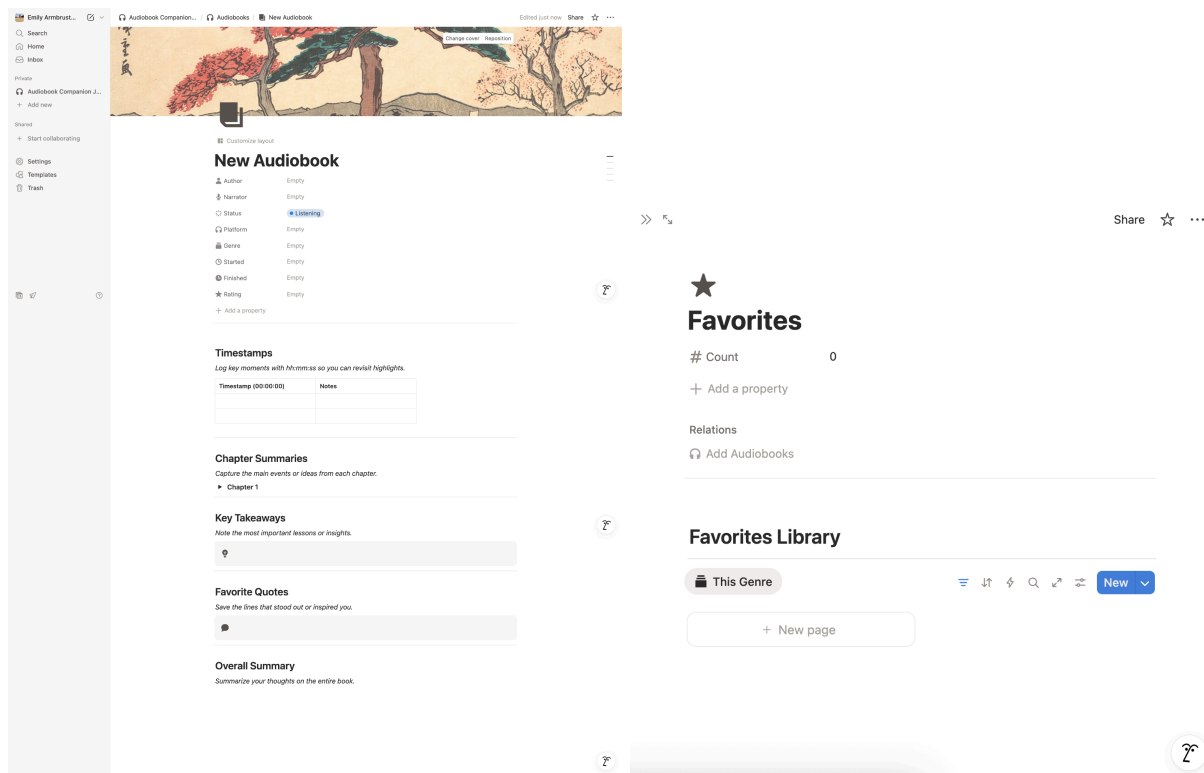 Emily Armbrust...
Search
Home
Inbox
Private
Audiobook Companion J...
Add new
Shared
Start collaborating
Settings
Templates
Trash
Audiobook Companion... / Audiobooks / New Audiobook
Edited just now Share
Change cover Reposition
Customize layout
New Audiobook
Author Empty
Narrator Empty
Status Listening
Platform Empty
Genre Empty
Started Empty
Finished Empty
Rating Empty
Add a property
Timestamps
Log key moments with hh:mm:ss so you can revisit highlights.
Timestamp (00:00:00) Notes
Chapter Summaries
Capture the main events or ideas from each chapter.
Chapter 1
Key Takeaways
Note the most important lessons or insights.
Favorite Quotes
Save the lines that stood out or inspired you.
Overall Summary
Summarize your thoughts on the entire book.
Share
Favorites
# Count 0
Add a property
Relations
Add Audiobooks
Favorites Library
This Genre New
New page